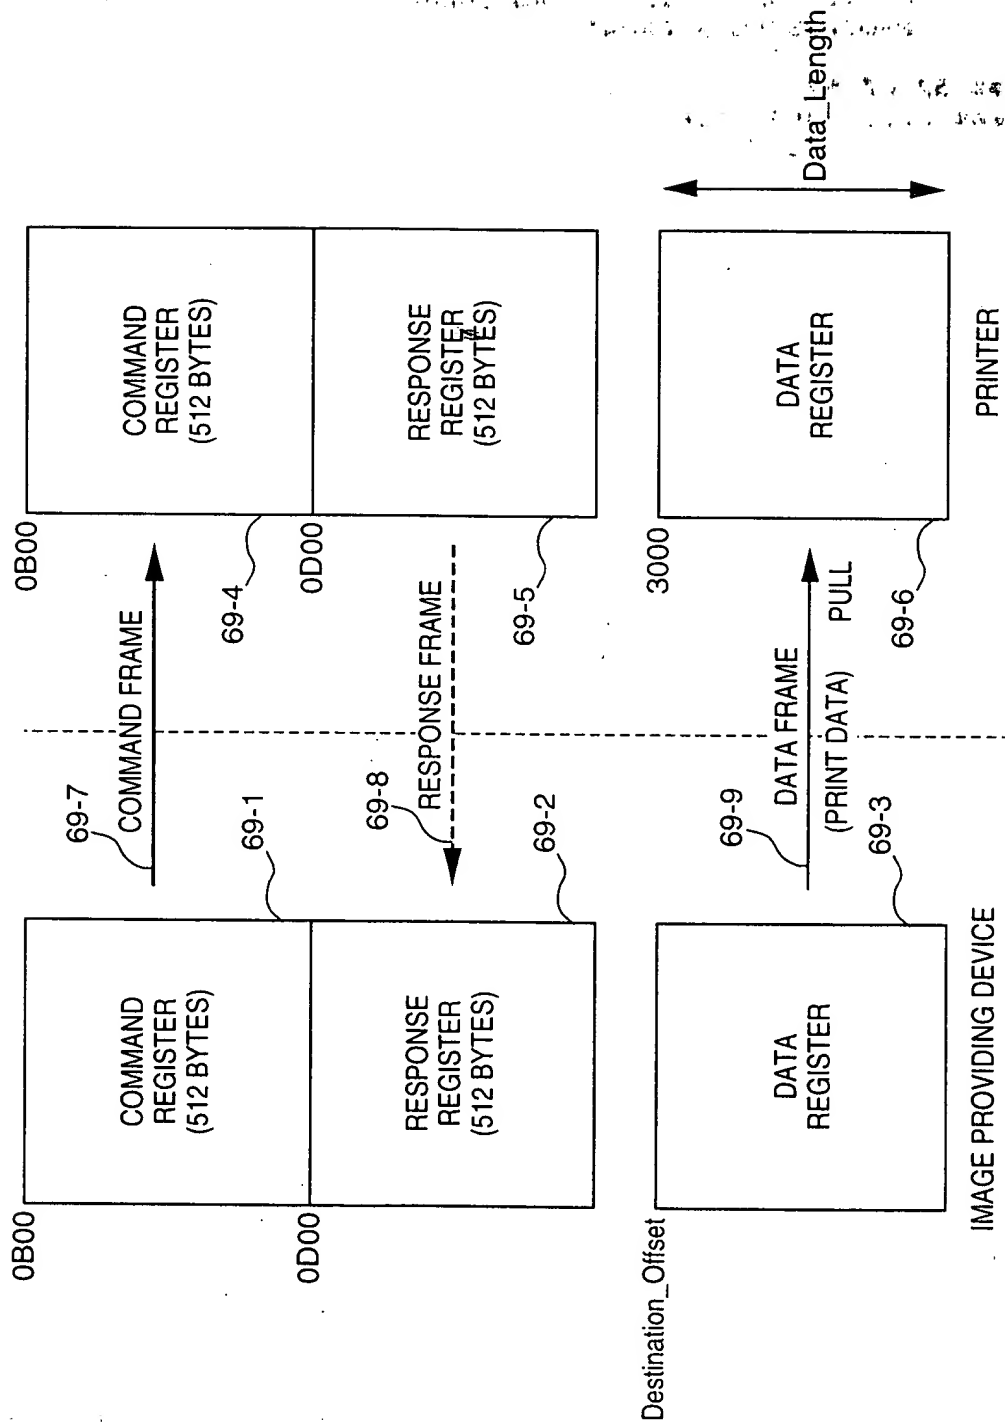 0B00
COMMAND
REGISTER
(512 BYTES)
69-1
0D00
RESPONSE
REGISTER
(512 BYTES)
69-2
Destination_Offset
DATA
REGISTER
69-3
IMAGE PROVIDING DEVICE
69-7
COMMAND FRAME
69-8
RESPONSE FRAME
69-9
DATA FRAME
(PRINT DATA)
PULL
0B00
COMMAND
REGISTER
(512 BYTES)
69-4
0D00
RESPONSE
REGISTER
(512 BYTES)
69-5
3000
DATA
REGISTER
69-6
Data_Length
PRINTER